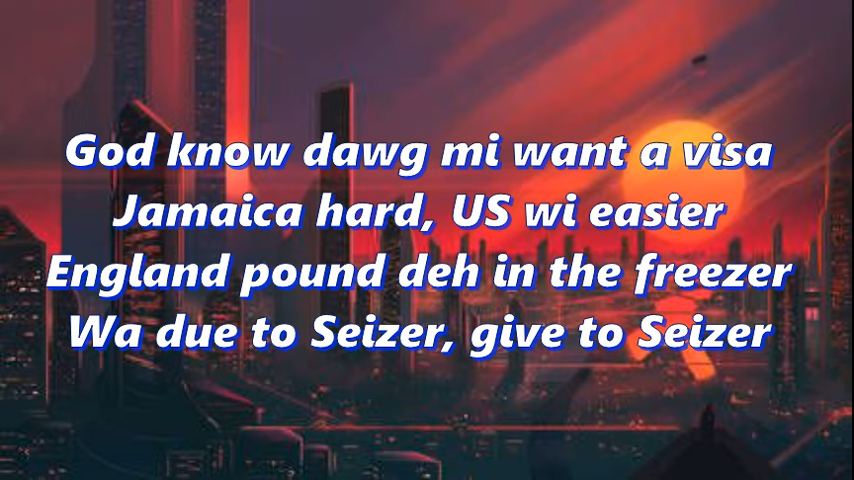 God know dawg mi want a visa
Jamaica hard, US wi easier
England pound deh in the freezer
Wa due to Seizer, give to Seizer